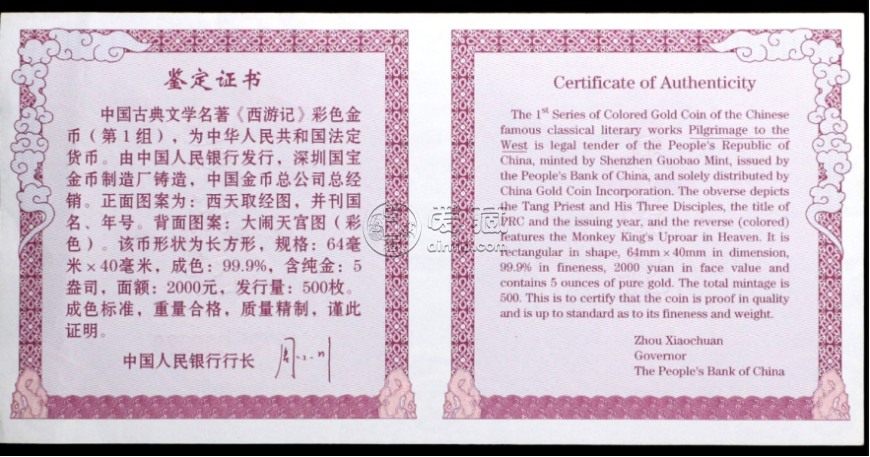 鉴定证书
中国古典文学名著《西游记》彩色金
币（第1组），为中华人民共和国法定
货币。由中国人民银行发行，深圳国宝
金币制造厂铸造，中国金币总公司总经
销。正面图案为：西天取经图，并刊国
名、年号。背面图案：大闹天宫图（彩
色）。该币形状为长方形，规格：64毫
米×40毫米，成色：99.9%，含纯金：5
盎司，面额：2000元，发行量：500枚。
成色标准，重量合格，质量精制，谨此
证明。
中国人民银行行长
Certificate of Authenticity
The 1st Series of Colored Gold Coin of the Chinese
famous classical literary works Pilgrimage to the
West is legal tender of the People's Republic of
China, minted by Shenzhen Guobao Mint, issued by
the People's Bank of China, and solely distributed by
China Gold Coin Incorporation. The obverse depicts
the Tang Priest and His Three Disciples, the title of
PRC and the issuing year, and the reverse (colored)
features the Monkey King's Uproar in Heaven. It is
rectangular in shape, 64mm×40mm in dimension,
99.9% in fineness, 2000 yuan in face value and
contains 5 ounces of pure gold. The total mintage is
500. This is to certify that the coin is proof in quality
and is up to standard as to its fineness and weight.
Zhou Xiaochuan
Governor
The People's Bank of China